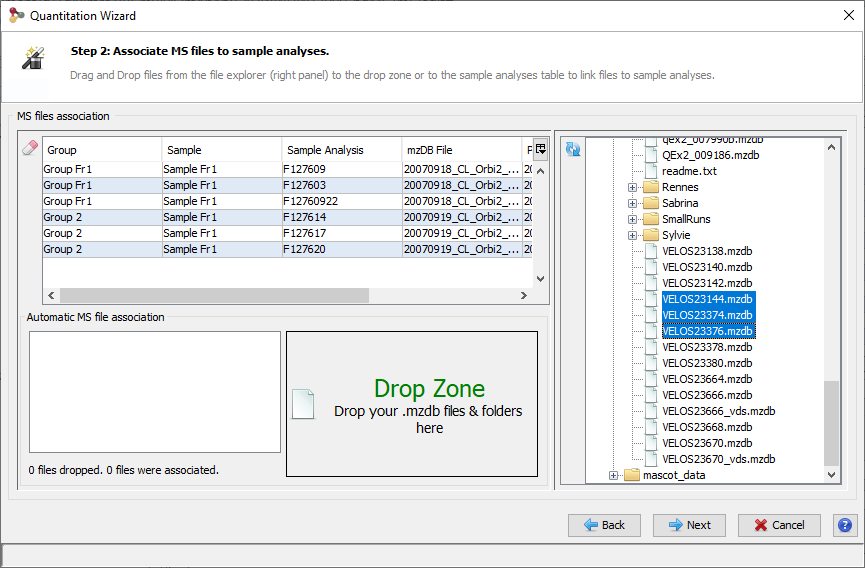 Quantitation Wizard
Step 2: Associate MS files to sample analyses.
Drag and Drop files from the file explorer (right panel) to the drop zone or to the sample analyses table to link files to sample analyses.
MS files association
Group Sample Sample Analysis mzDB File P
Group Fr1 Sample Fr1 F127609 20070918_CL_Orbi2_... 20
Group Fr1 Sample Fr1 F127603 20070918_CL_Orbi2_... 20
Group Fr1 Sample Fr1 F12760922 20070918_CL_Orbi2_... 20
Group 2 Sample Fr1 F127614 20070919_CL_Orbi2_... 20
Group 2 Sample Fr1 F127617 20070919_CL_Orbi2_... 20
Group 2 Sample Fr1 F127620 20070919_CL_Orbi2_... 20
Automatic MS file association
Drop Zone
Drop your .mzdb files & folders
here
0 files dropped. 0 files were associated.
qEx2_007990b.mzdb
QEx2_009186.mzdb
readme.txt
Rennes
Sabrina
SmallRuns
Sylvie
VELOS23138.mzdb
VELOS23140.mzdb
VELOS23142.mzdb
VELOS23144.mzdb
VELOS23374.mzdb
VELOS23376.mzdb
VELOS23378.mzdb
VELOS23380.mzdb
VELOS23664.mzdb
VELOS23666.mzdb
VELOS23666_vds.mzdb
VELOS23668.mzdb
VELOS23670.mzdb
VELOS23670_vds.mzdb
mascot_data
Back Next Cancel ?